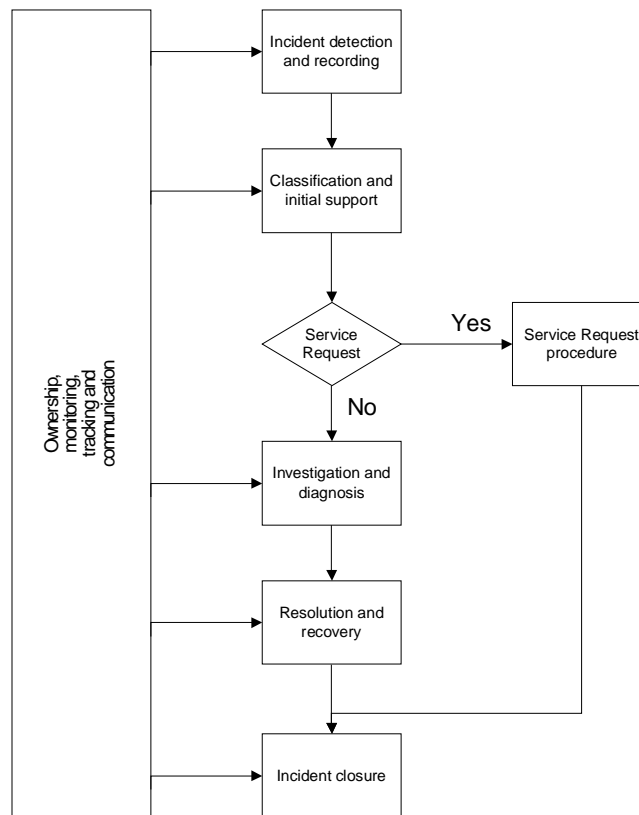 Incident detection
and recording
Classification and
initial support
Service
Request
Yes
Service Request
procedure
No
Ownership,
monitoring,
tracking and
communication
Investigation and
diagnosis
Resolution and
recovery
Incident closure